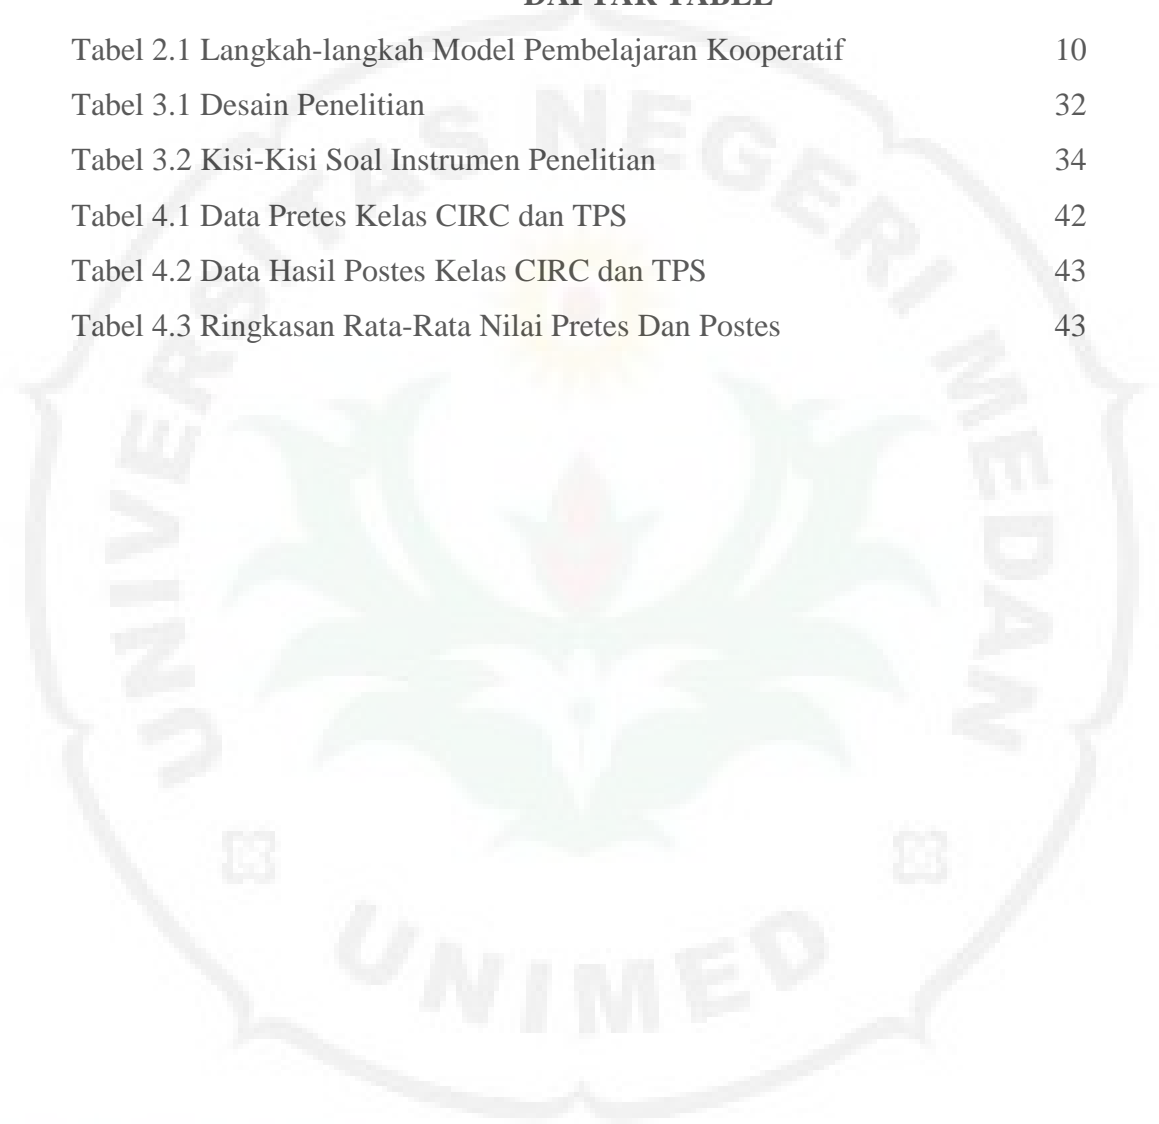 DAFTAR TABEL
Tabel 2.1 Langkah-langkah Model Pembelajaran Kooperatif 10
Tabel 3.1 Desain Penelitian 32
Tabel 3.2 Kisi-Kisi Soal Instrumen Penelitian 34
Tabel 4.1 Data Pretes Kelas CIRC dan TPS 42
Tabel 4.2 Data Hasil Postes Kelas CIRC dan TPS 43
Tabel 4.3 Ringkasan Rata-Rata Nilai Pretes Dan Postes 43
UNIVERSITAS NEGERI MEDAN
UNIMED